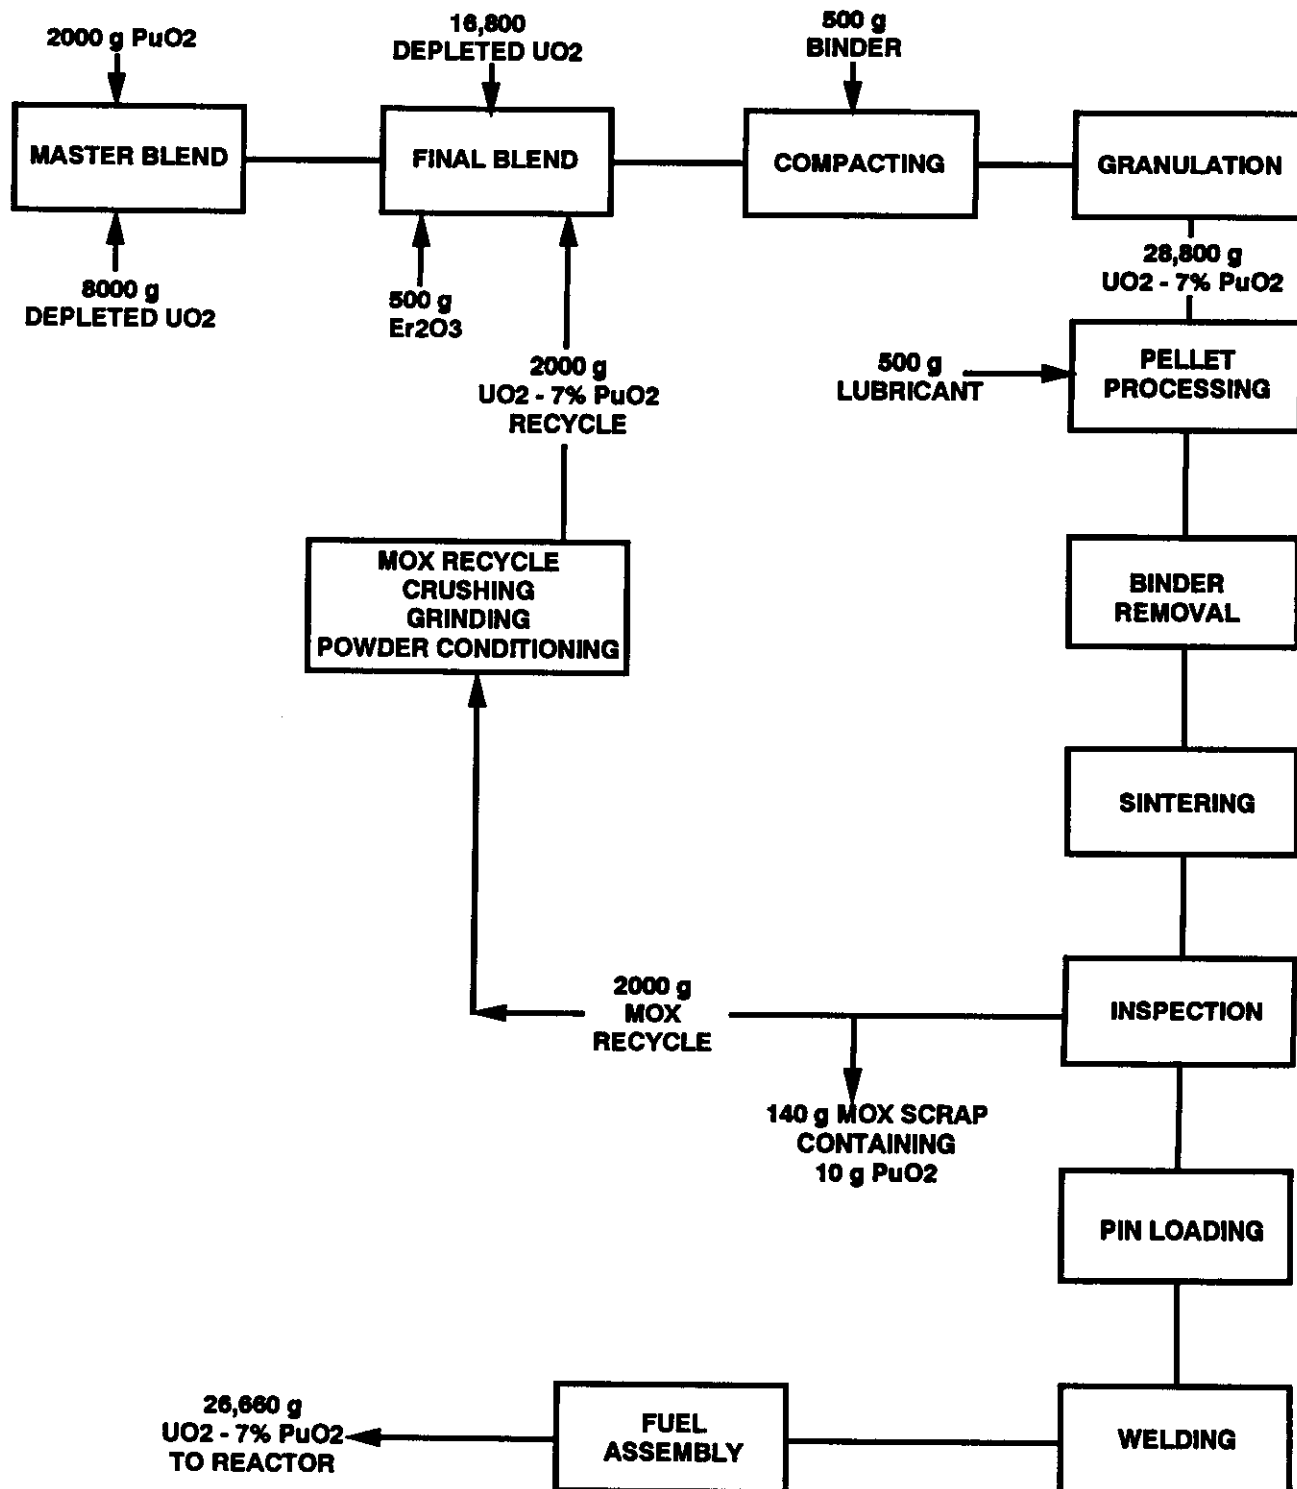 2000 g PuO2
16,800
DEPLETED UO2
500 g
BINDER
MASTER BLEND
FINAL BLEND
COMPACTING
GRANULATION
8000 g
DEPLETED UO2
500 g
Er2O3
28,800 g
UO2 - 7% PuO2
2000 g
UO2 - 7% PuO2
RECYCLE
500 g
LUBRICANT
PELLET
PROCESSING
MOX RECYCLE
CRUSHING
GRINDING
POWDER CONDITIONING
BINDER
REMOVAL
SINTERING
2000 g
MOX
RECYCLE
INSPECTION
140 g MOX SCRAP
CONTAINING
10 g PuO2
PIN LOADING
26,660 g
UO2 - 7% PuO2
TO REACTOR
FUEL
ASSEMBLY
WELDING